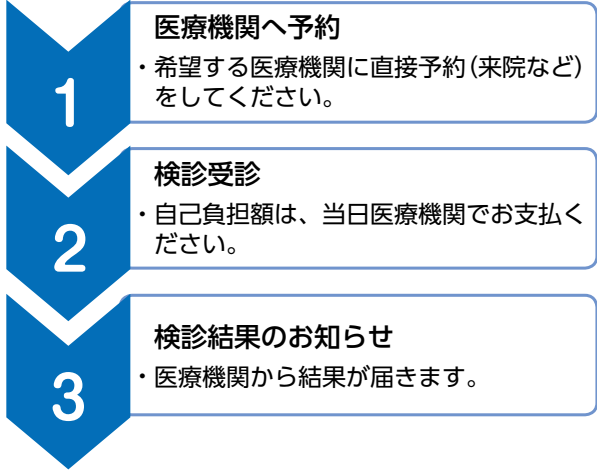 1
医療機関へ予約
・希望する医療機関に直接予約(来院など)
をしてください。
2
検診受診
・自己負担額は、当日医療機関でお支払く
ださい。
3
検診結果のお知らせ
・医療機関から結果が届きます。